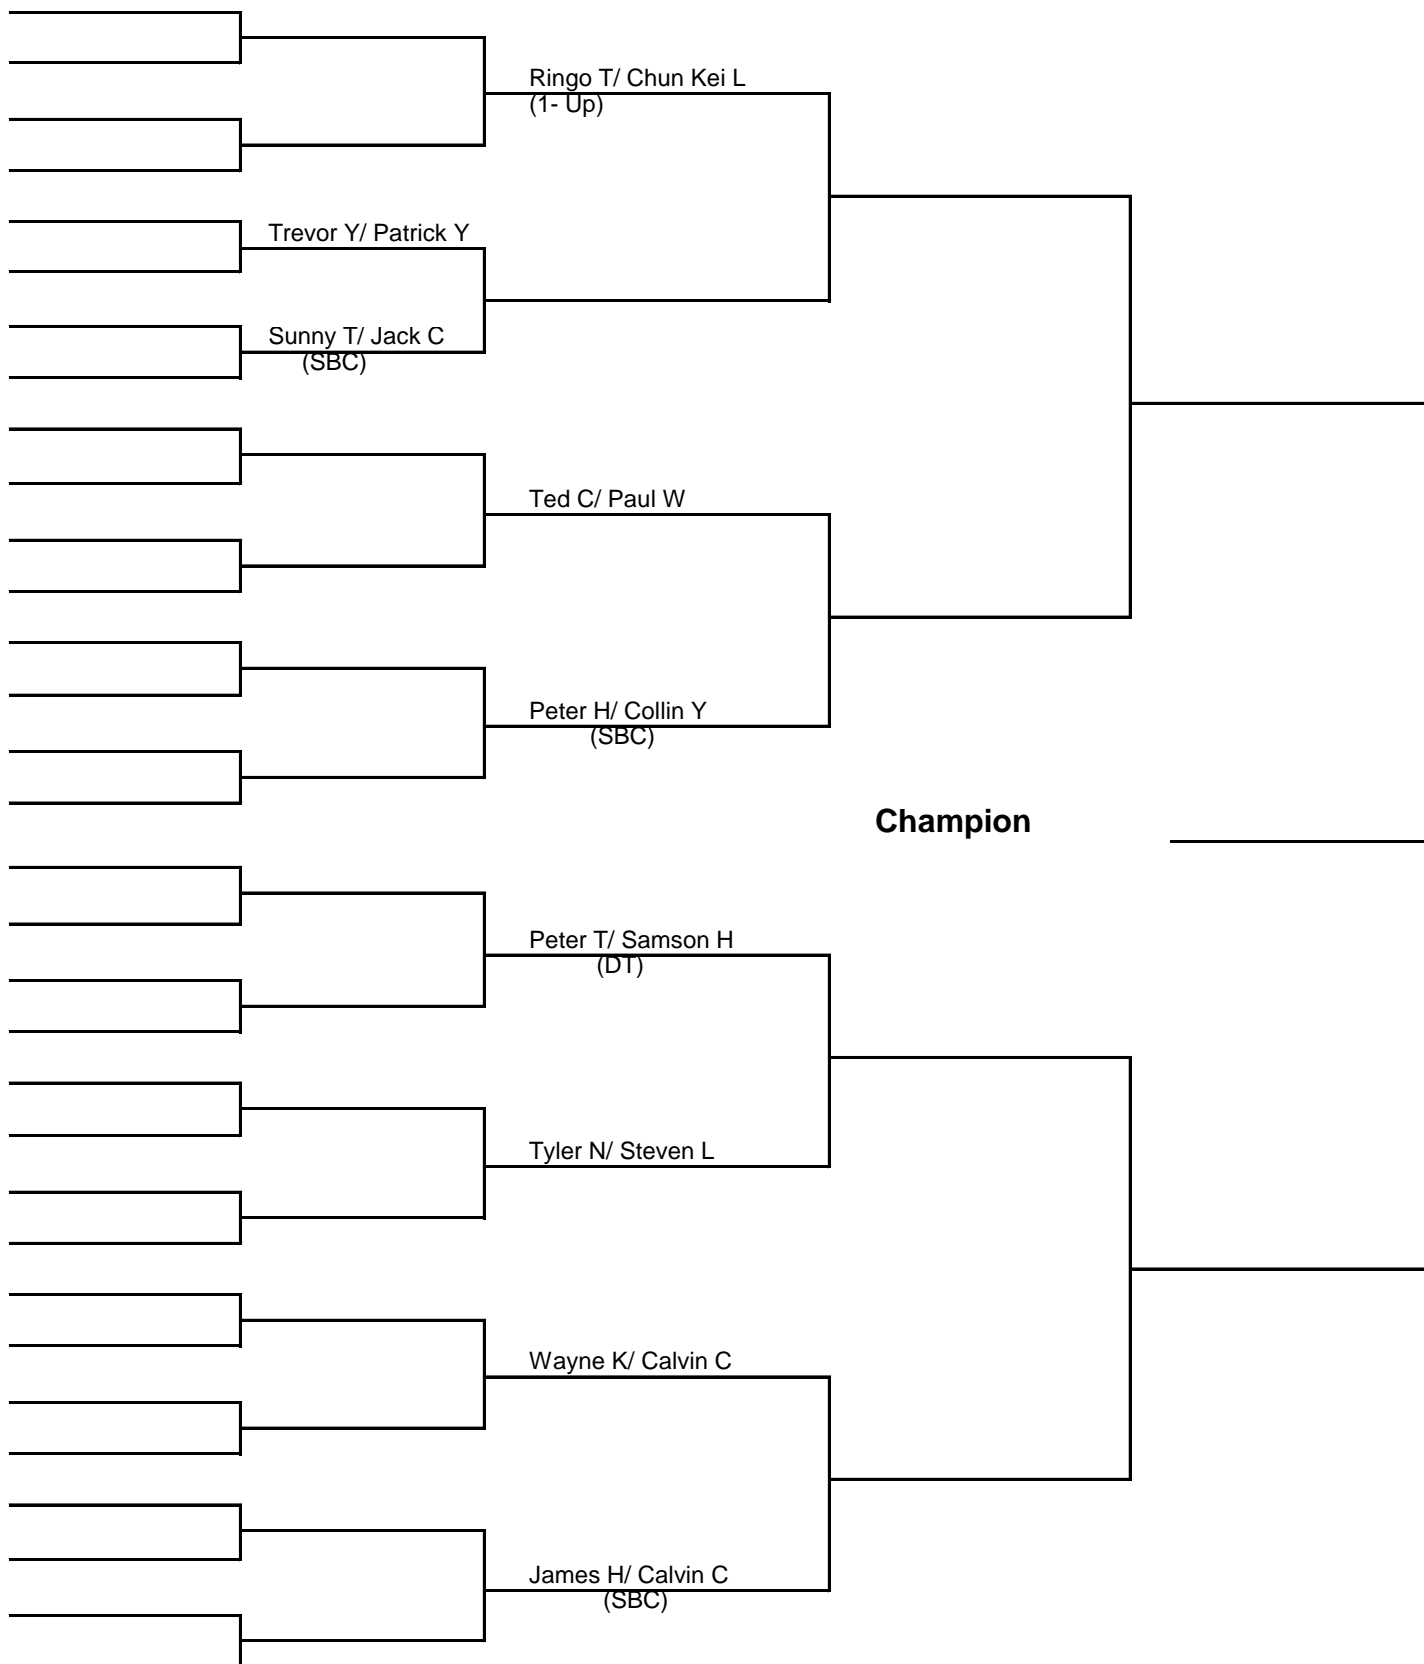 Ringo T/ Chun Kei L
(1- Up)
Trevor Y/ Patrick Y
Sunny T/ Jack C
(SBC)
Ted C/ Paul W
Peter H/ Collin Y
(SBC)
Champion
Peter T/ Samson H
(DT)
Tyler N/ Steven L
Wayne K/ Calvin C
James H/ Calvin C
(SBC)